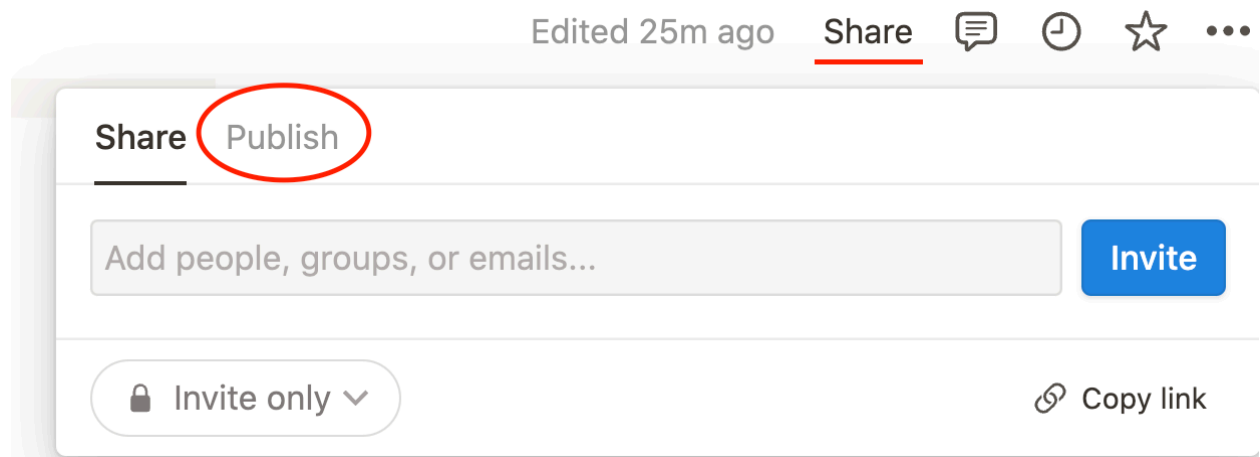 Edited 25m ago Share
Share Publish
Add people, groups, or emails... Invite
Invite only Copy link